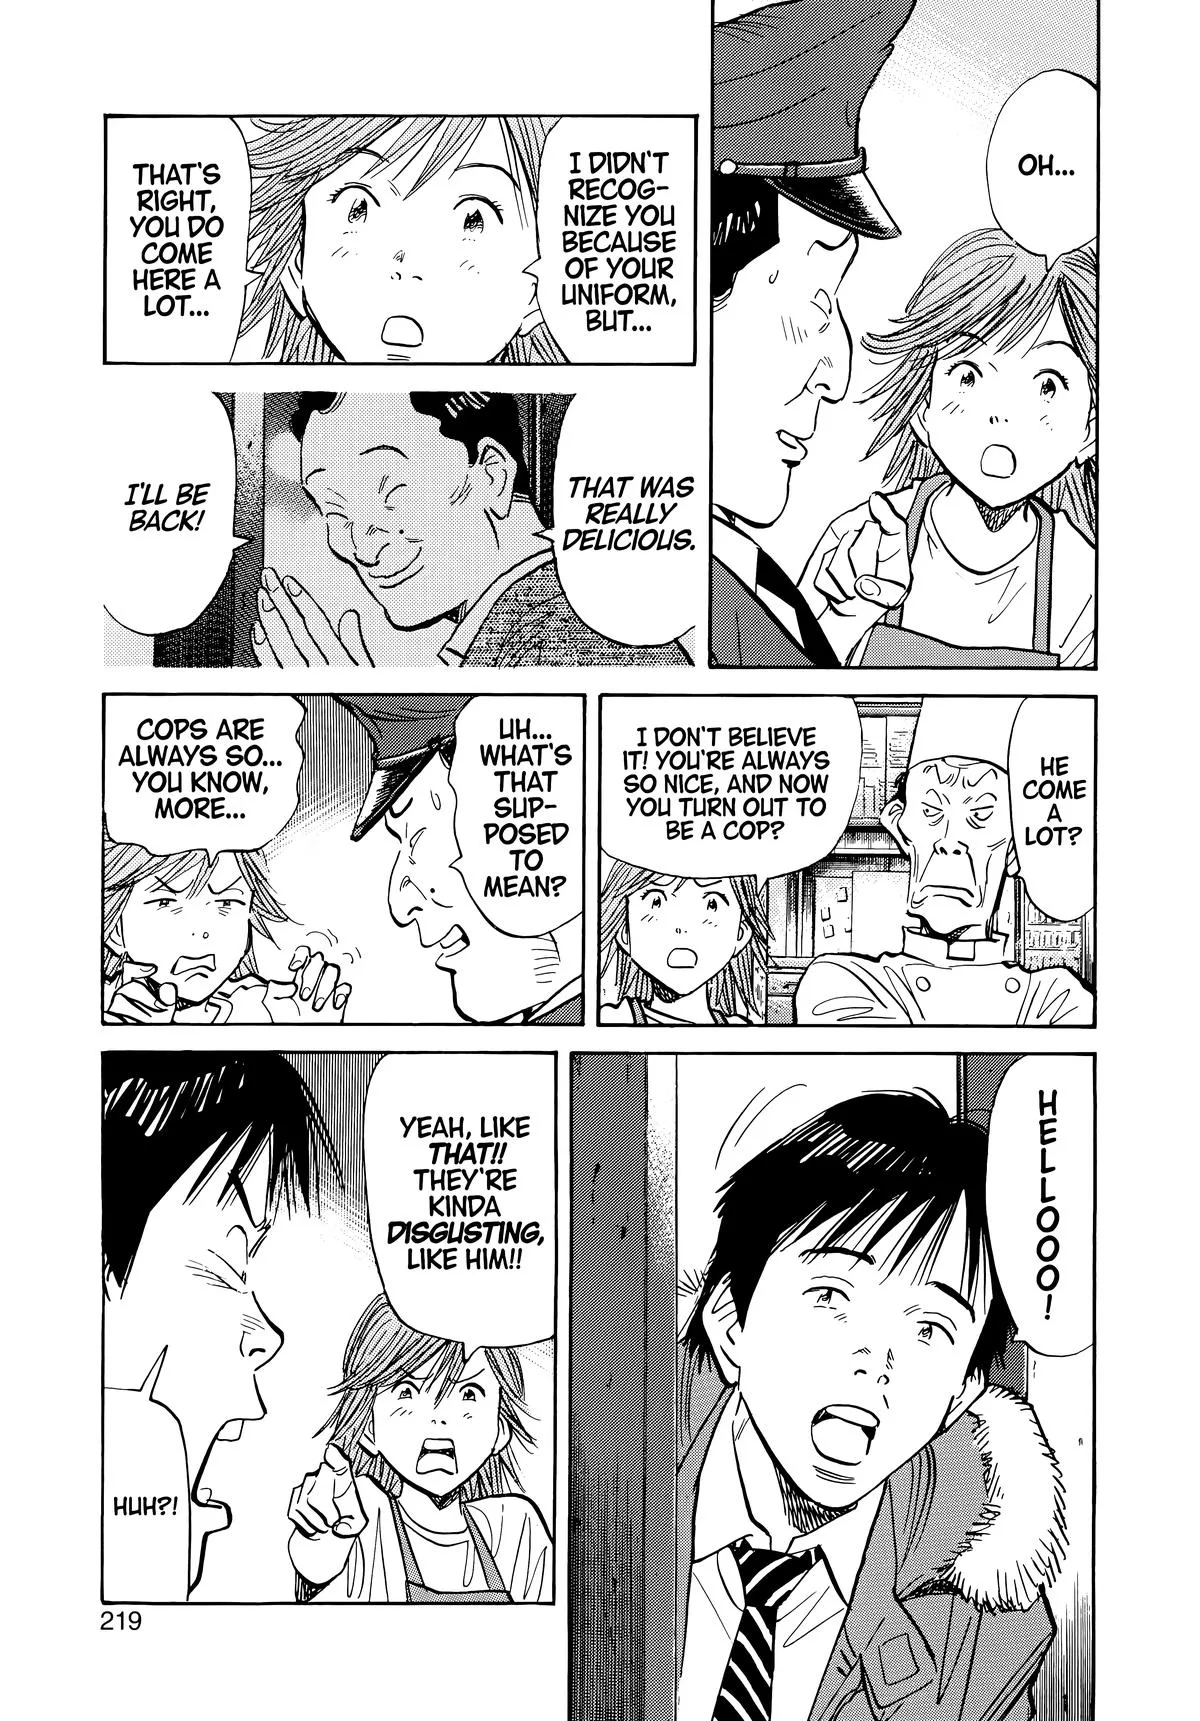 OH...
I DIDN'T
RECOG-
NIZE YOU
BECAUSE
OF YOUR
UNIFORM,
BUT...
THAT'S
RIGHT,
YOU DO
COME
HERE A
LOT...
THAT WAS
REALLY
DELICIOUS.
I'LL BE
BACK!
HE
COME
A
LOT?
I DON'T BELIEVE
IT! YOU'RE ALWAYS
SO NICE, AND NOW
YOU TURN OUT TO
BE A COP?
UH...
WHAT'S
THAT
SUP-
POSED
TO
MEAN?
COPS ARE
ALWAYS SO...
YOU KNOW,
MORE...
HELLOOO!
YEAH, LIKE
THAT!!
THEY'RE
KINDA
DISGUSTING,
LIKE HIM!!
HUH?!
219